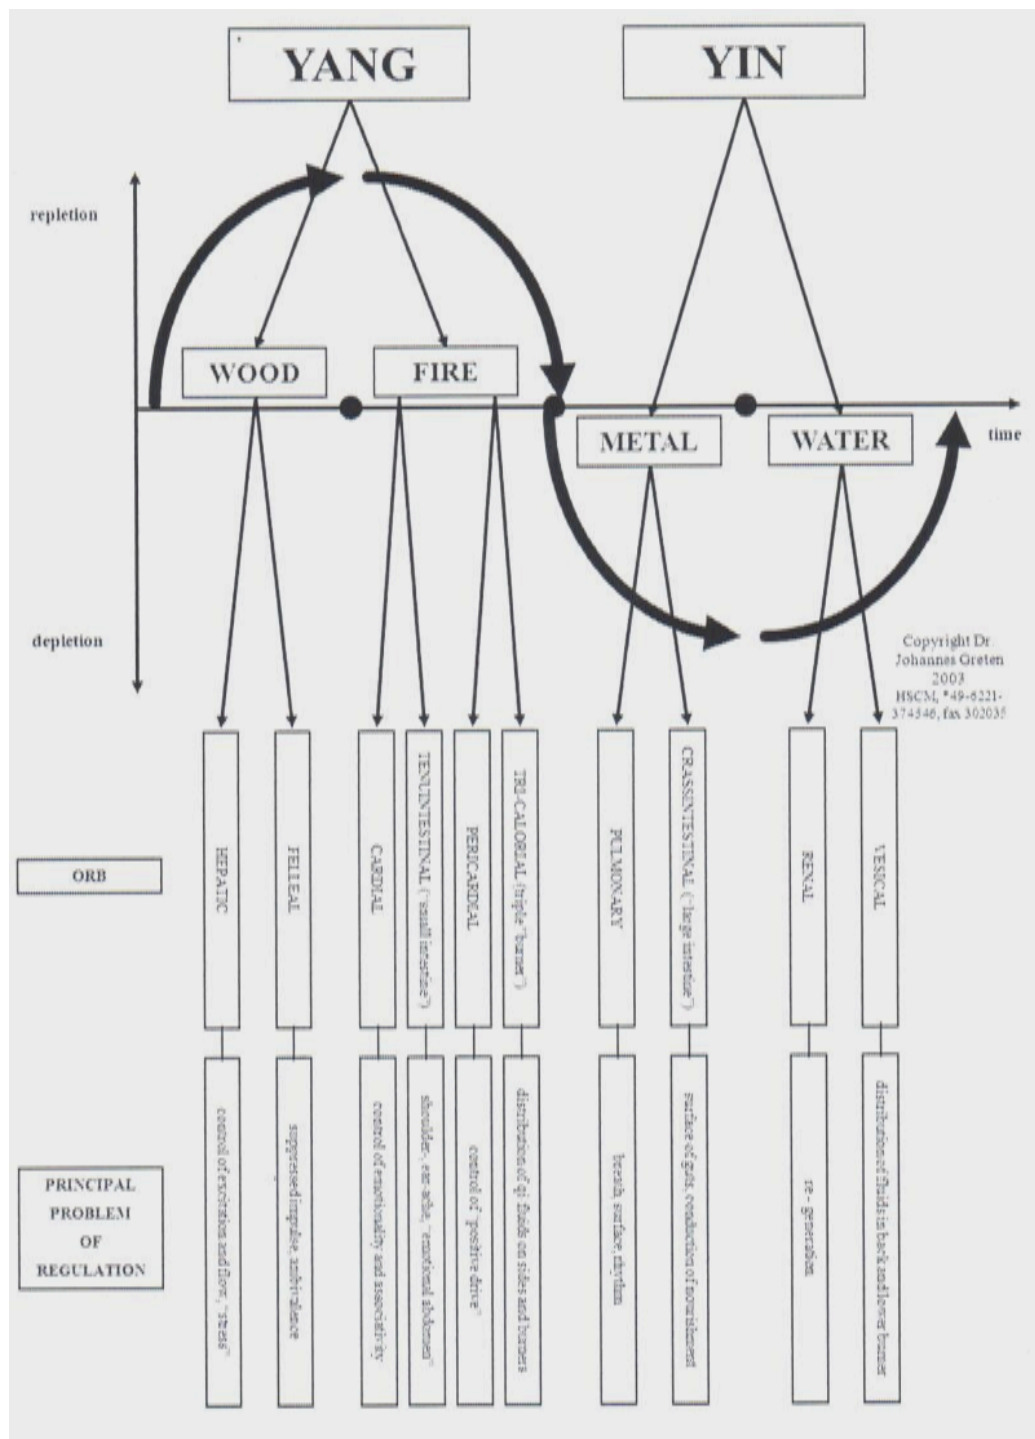 YANG
YIN
repletion
WOOD
FIRE
METAL
WATER
time
depletion
Copyright Dr.
Johannes Greten
2003
HSCM, *49-6221-
374546, fax 302035
ORB
HEPATIC
FELLEAL
CARDIAL
TENUINTESTINAL ("small intestine")
PERICARDIAL
TRI-CALORIAL (triple "burner")
PULMONARY
CRASSINTESTINAL ("large intestine")
RENAL
VESICAL
PRINCIPAL
PROBLEM
OF
REGULATION
control of excitation and flow, "stress"
suppressed impulse, ambivalence
control of emotionality and associativity
shoulder-, ear-ache, "emotional abdomen"
control of "positive drive"
distribution of qi, fluids on sides and burners
breath, surface, rhythm
surface of guts, conduction of nourishment
re - generation
distribution of fluids in back and lower burner